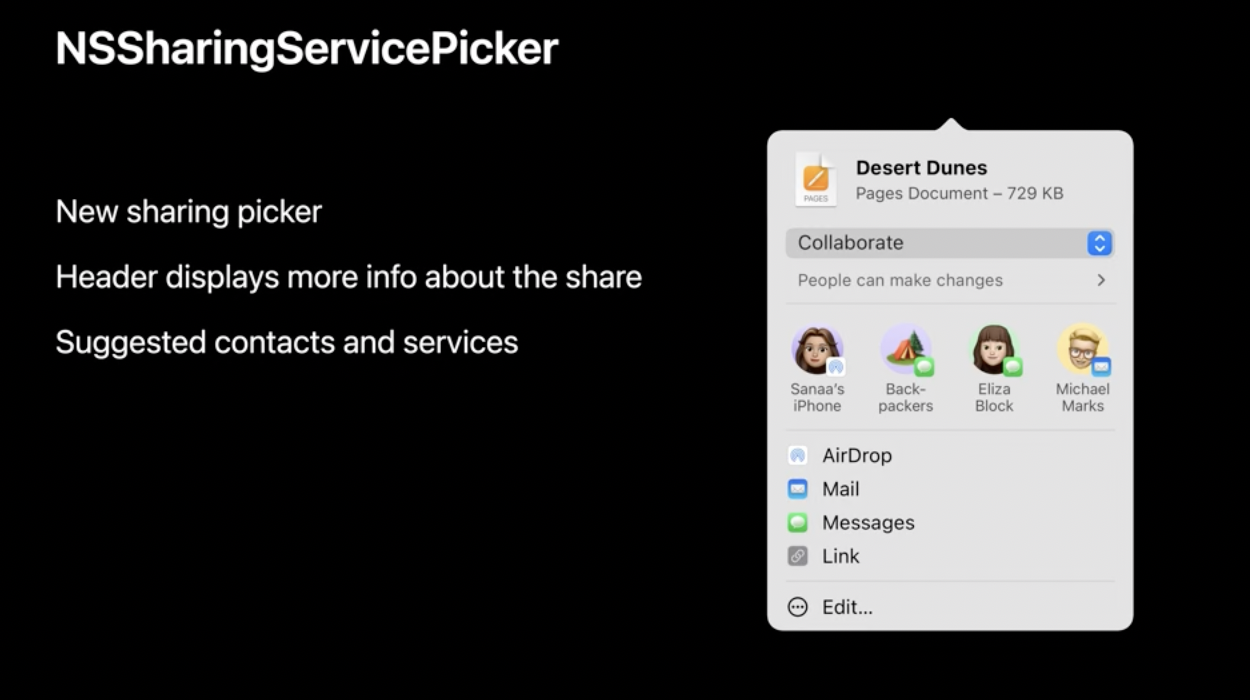 NSSharingServicePicker
New sharing picker
Header displays more info about the share
Suggested contacts and services
Desert Dunes
PAGES
Pages Document – 729 KB
Collaborate
People can make changes
Sanaa's
iPhone
Back-
packers
Eliza
Block
Michael
Marks
AirDrop
Mail
Messages
Link
Edit...